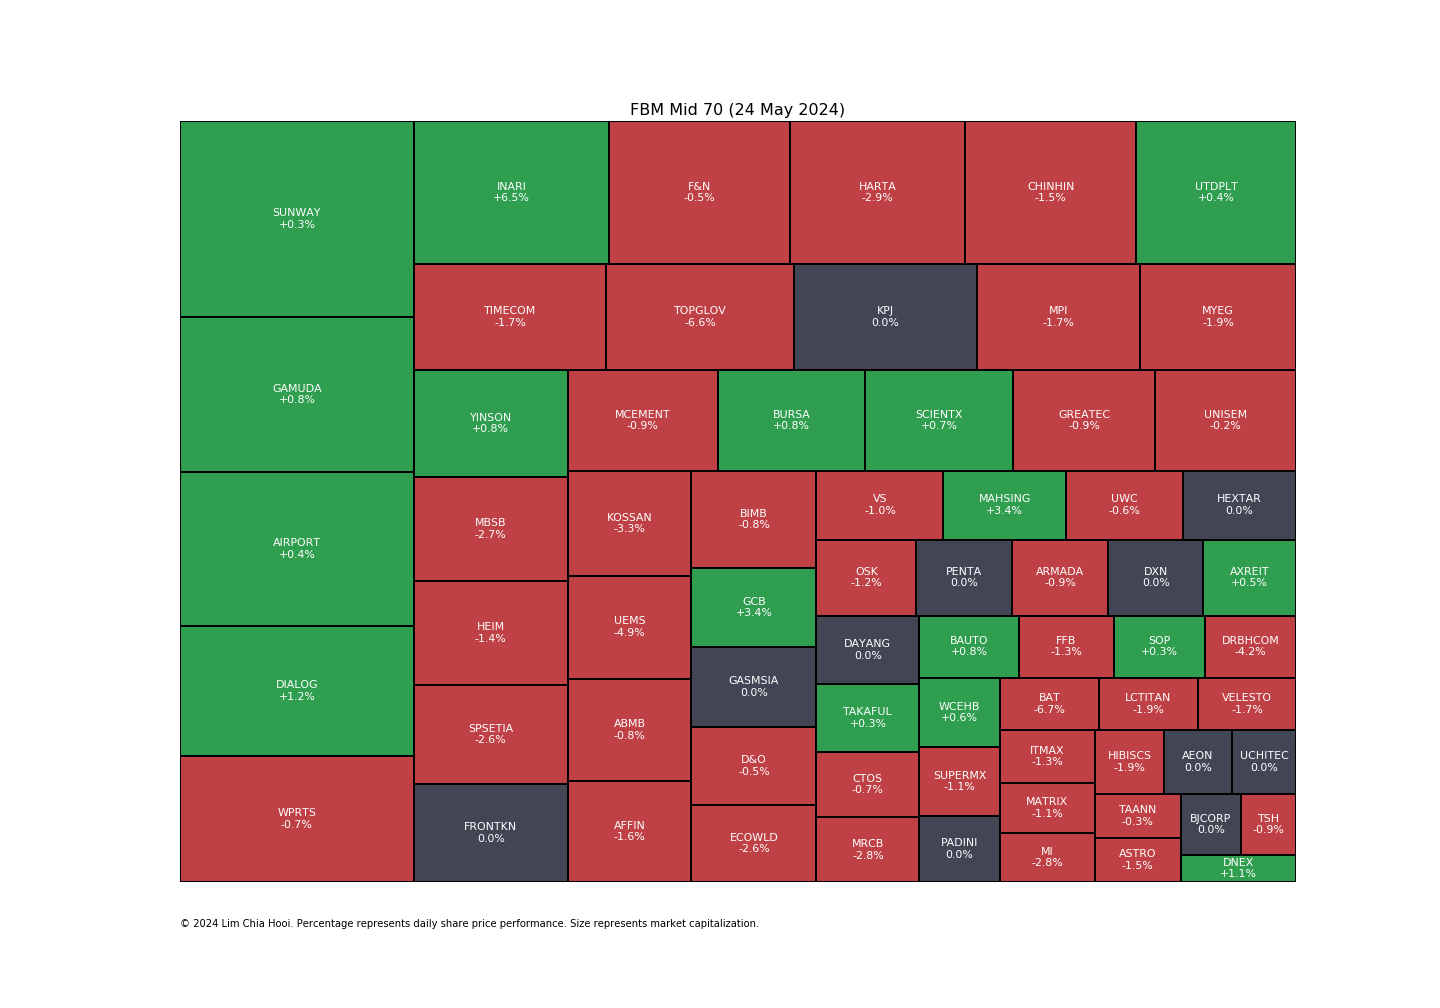 FBM Mid 70 (24 May 2024)
SUNWAY
+0.3%
GAMUDA
+0.8%
AIRPORT
+0.4%
DIALOG
+1.2%
WPRTS
-0.7%
INARI
+6.5%
F&N
-0.5%
HARTA
-2.9%
CHINHIN
-1.5%
UTDPLT
+0.4%
TIMECOM
-1.7%
TOPGLOV
-6.6%
KPJ
0.0%
MPI
-1.7%
MYEG
-1.9%
YINSON
+0.8%
MBSB
-2.7%
HEIM
-1.4%
SPSETIA
-2.6%
FRONTKN
0.0%
MCEMENT
-0.9%
BURSA
+0.8%
SCIENTX
+0.7%
GREATEC
-0.9%
UNISEM
-0.2%
KOSSAN
-3.3%
UEMS
-4.9%
ABMB
-0.8%
AFFIN
-1.6%
BIMB
-0.8%
GCB
+3.4%
GASMSIA
0.0%
D&O
-0.5%
ECOWLD
-2.6%
VS
-1.0%
MAHSING
+3.4%
UWC
-0.6%
HEXTAR
0.0%
OSK
-1.2%
PENTA
0.0%
ARMADA
-0.9%
DXN
0.0%
AXREIT
+0.5%
DAYANG
0.0%
TAKAFUL
+0.3%
CTOS
-0.7%
MRCB
-2.8%
BAUTO
+0.8%
FFB
-1.3%
SOP
+0.3%
DRBHCOM
-4.2%
WCEHB
+0.6%
SUPERMX
-1.1%
PADINI
0.0%
BAT
-6.7%
LCTITAN
-1.9%
VELESTO
-1.7%
ITMAX
-1.3%
MATRIX
-1.1%
MI
-2.8%
HIBISCS
-1.9%
AEON
0.0%
UCHITEC
0.0%
TAANN
-0.3%
ASTRO
-1.5%
BJCORP
0.0%
TSH
-0.9%
DNEX
+1.1%
© 2024 Lim Chia Hooi. Percentage represents daily share price performance. Size represents market capitalization.